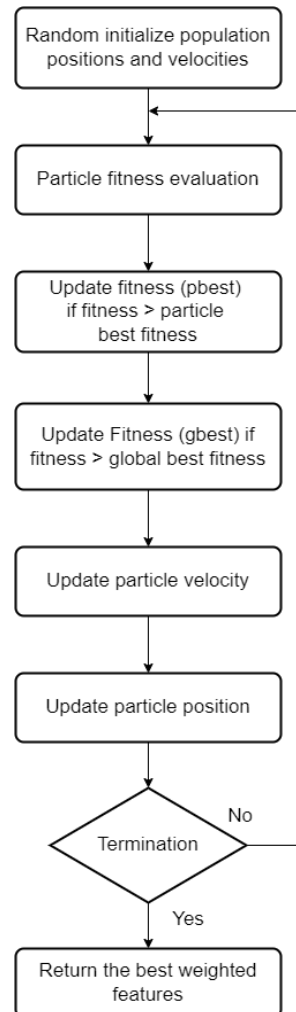 Random initialize population
positions and velocities
Particle fitness evaluation
Update fitness (pbest)
if fitness > particle
best fitness
Update Fitness (gbest) if
fitness > global best fitness
Update particle velocity
Update particle position
No
Termination
Yes
Return the best weighted
features